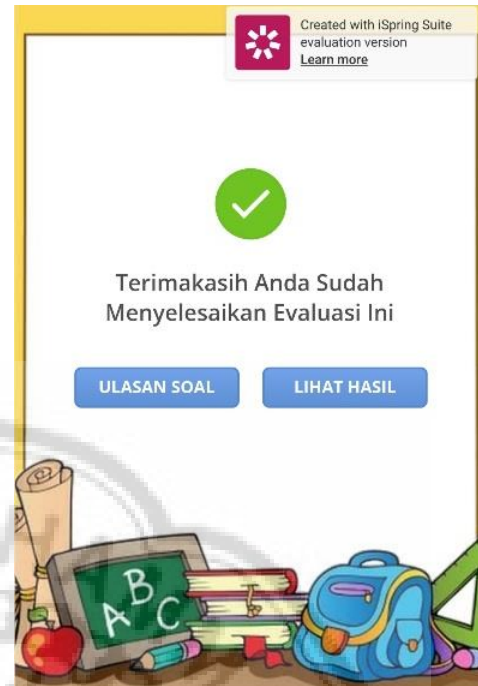 Created with iSpring Suite
evaluation version
Learn more
Terimakasih Anda Sudah
Menyelesaikan Evaluasi Ini
ULASAN SOAL
LIHAT HASIL
A B C